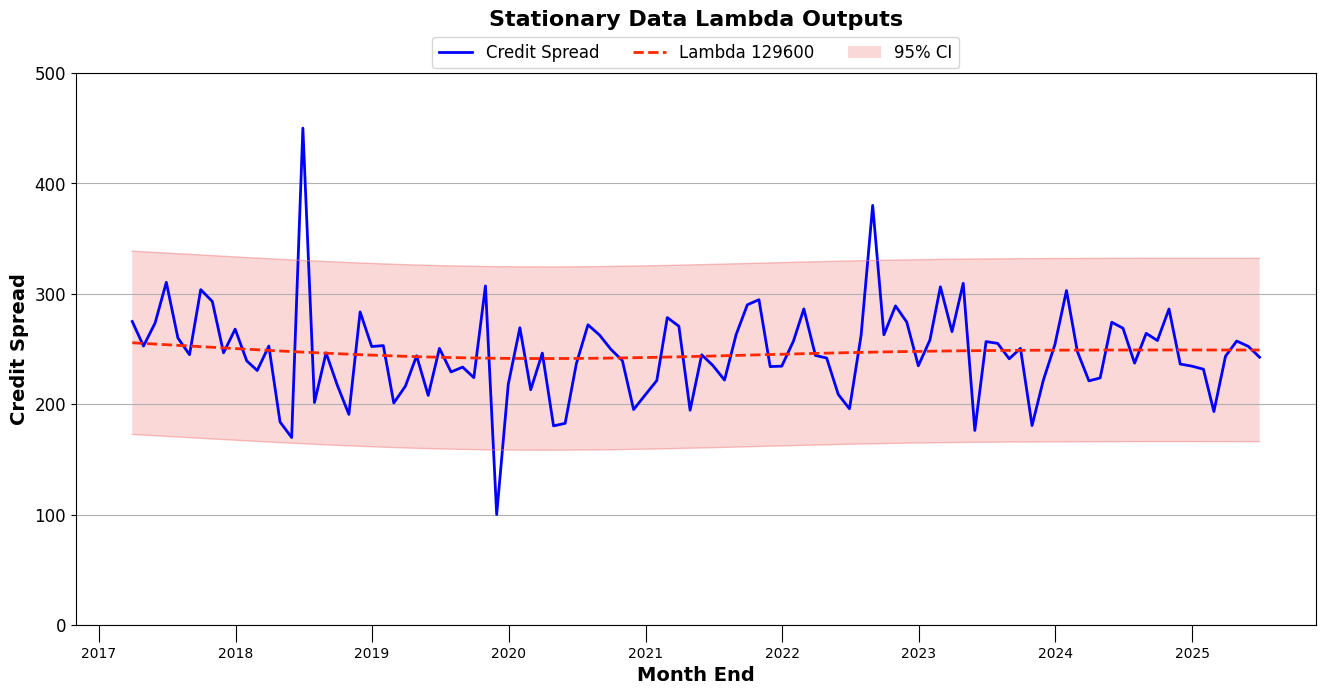 Stationary Data Lambda Outputs
Credit Spread Lambda 129600 95% CI
500
400
300
200
100
0
Credit Spread
2017 2018 2019 2020 2021 2022 2023 2024 2025
Month End